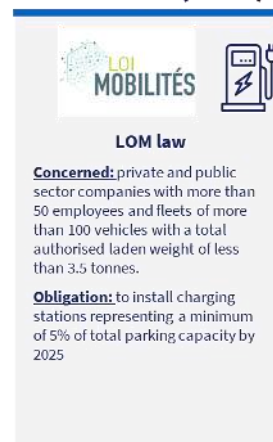 LOI
MOBILITÉS
LOM law
Concerned: private and public
sector companies with more than
50 employees and fleets of more
than 100 vehicles with a total
authorised laden weight of less
than 3.5 tonnes.
Obligation: to install charging
stations representing a minimum
of 5% of total parking capacity by
2025